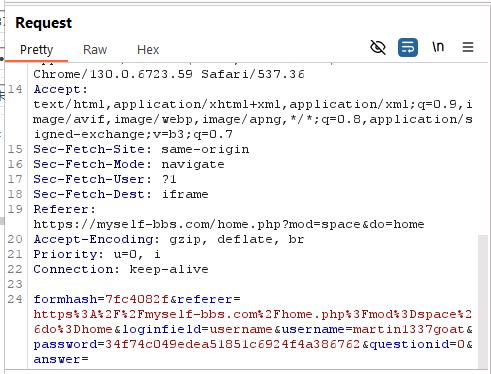 Request
Pretty Raw Hex
\n
Chrome/130.0.6723.59 Safari/537.36
14 Accept:
text/html,application/xhtml+xml,application/xml;q=0.9,i
mage/avif,image/webp,image/apng,*/*;q=0.8,application/s
igned-exchange;v=b3;q=0.7
15 Sec-Fetch-Site: same-origin
16 Sec-Fetch-Mode: navigate
17 Sec-Fetch-User: ?1
18 Sec-Fetch-Dest: iframe
19 Referer:
https://myself-bbs.com/home.php?mod=space&do=home
20 Accept-Encoding: gzip, deflate, br
21 Priority: u=0, i
22 Connection: keep-alive
23
24 formhash=7fc4082f&referer=
https%3A%2F%2Fmyself-bbs.com%2Fhome.php%3Fmod%3Dspace%2
6do%3Dhome&loginfield=username&username=martin1337goat&
password=34f74c049edea51851c6924f4a386762&questionid=0&
answer=